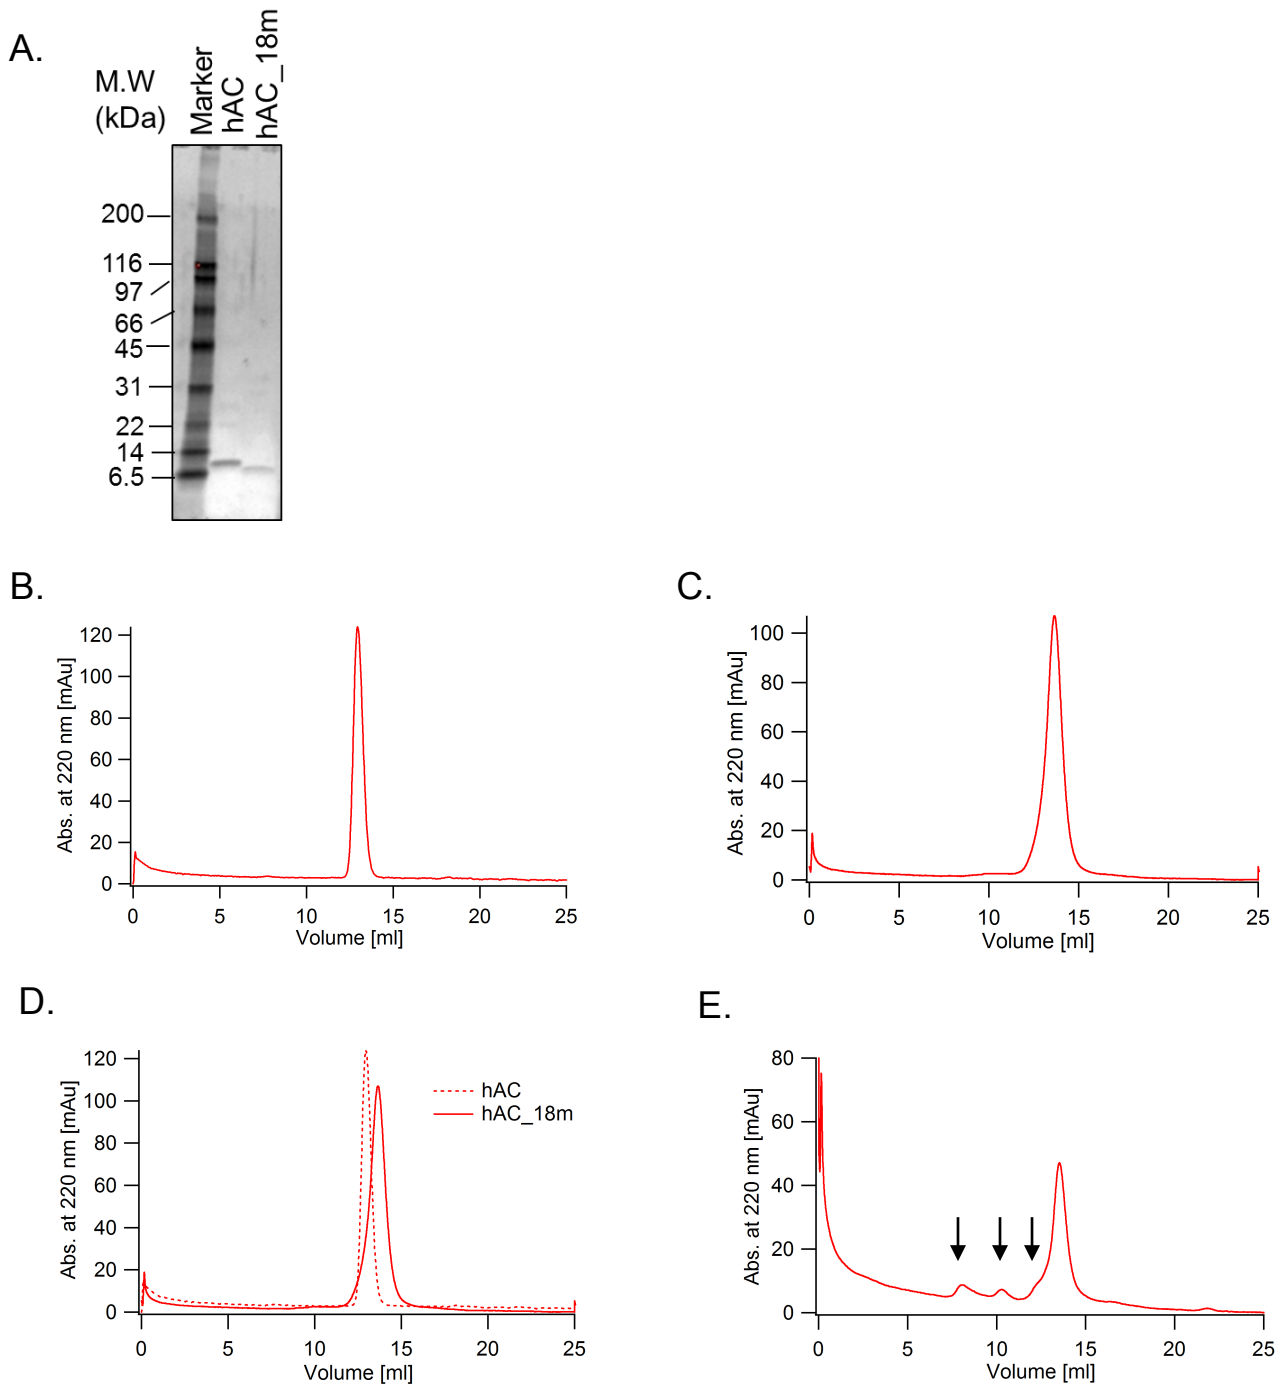 A.
M.W
(kDa)
Marker
hAC
hAC_18m
200
116
97
66
45
31
22
14
6.5
B.
Abs. at 220 nm [mAu]
120
100
80
60
40
20
0
0 5 10 15 20 25
Volume [ml]
C.
Abs. at 220 nm [mAu]
100
80
60
40
20
0
0 5 10 15 20 25
Volume [ml]
D.
Abs. at 220 nm [mAu]
120
100
80
60
40
20
0
hAC
hAC_18m
0 5 10 15 20 25
Volume [ml]
E.
Abs. at 220 nm [mAu]
80
60
40
20
0
0 5 10 15 20 25
Volume [ml]